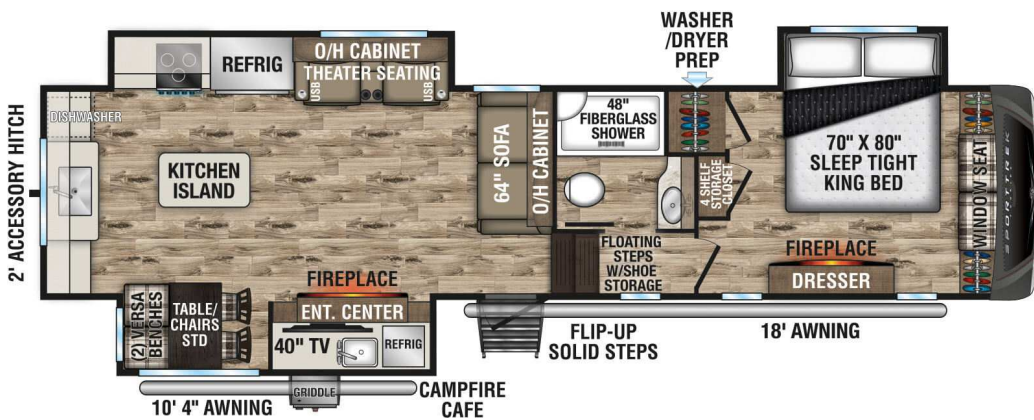 WASHER
/DRYER
PREP
O/H CABINET
REFRIG
THEATER SEATING
USB
USB
DISHWASHER
48"
FIBERGLASS
SHOWER
2' ACCESSORY HITCH
KITCHEN
ISLAND
64" SOFA
O/H CABINET
4 SHELF
STORAGE
CLOSET
70" X 80"
SLEEP TIGHT
KING BED
WINDOW SEAT
SPORTTREK
FLOATING
STEPS
W/SHOE
STORAGE
FIREPLACE
DRESSER
FIREPLACE
ENT. CENTER
(2) VERSA
BENCHES
TABLE/
CHAIRS
STD
40" TV
REFRIG
FLIP-UP
SOLID STEPS
18' AWNING
10' 4" AWNING
GRIDDLE
CAMPFIRE
CAFE